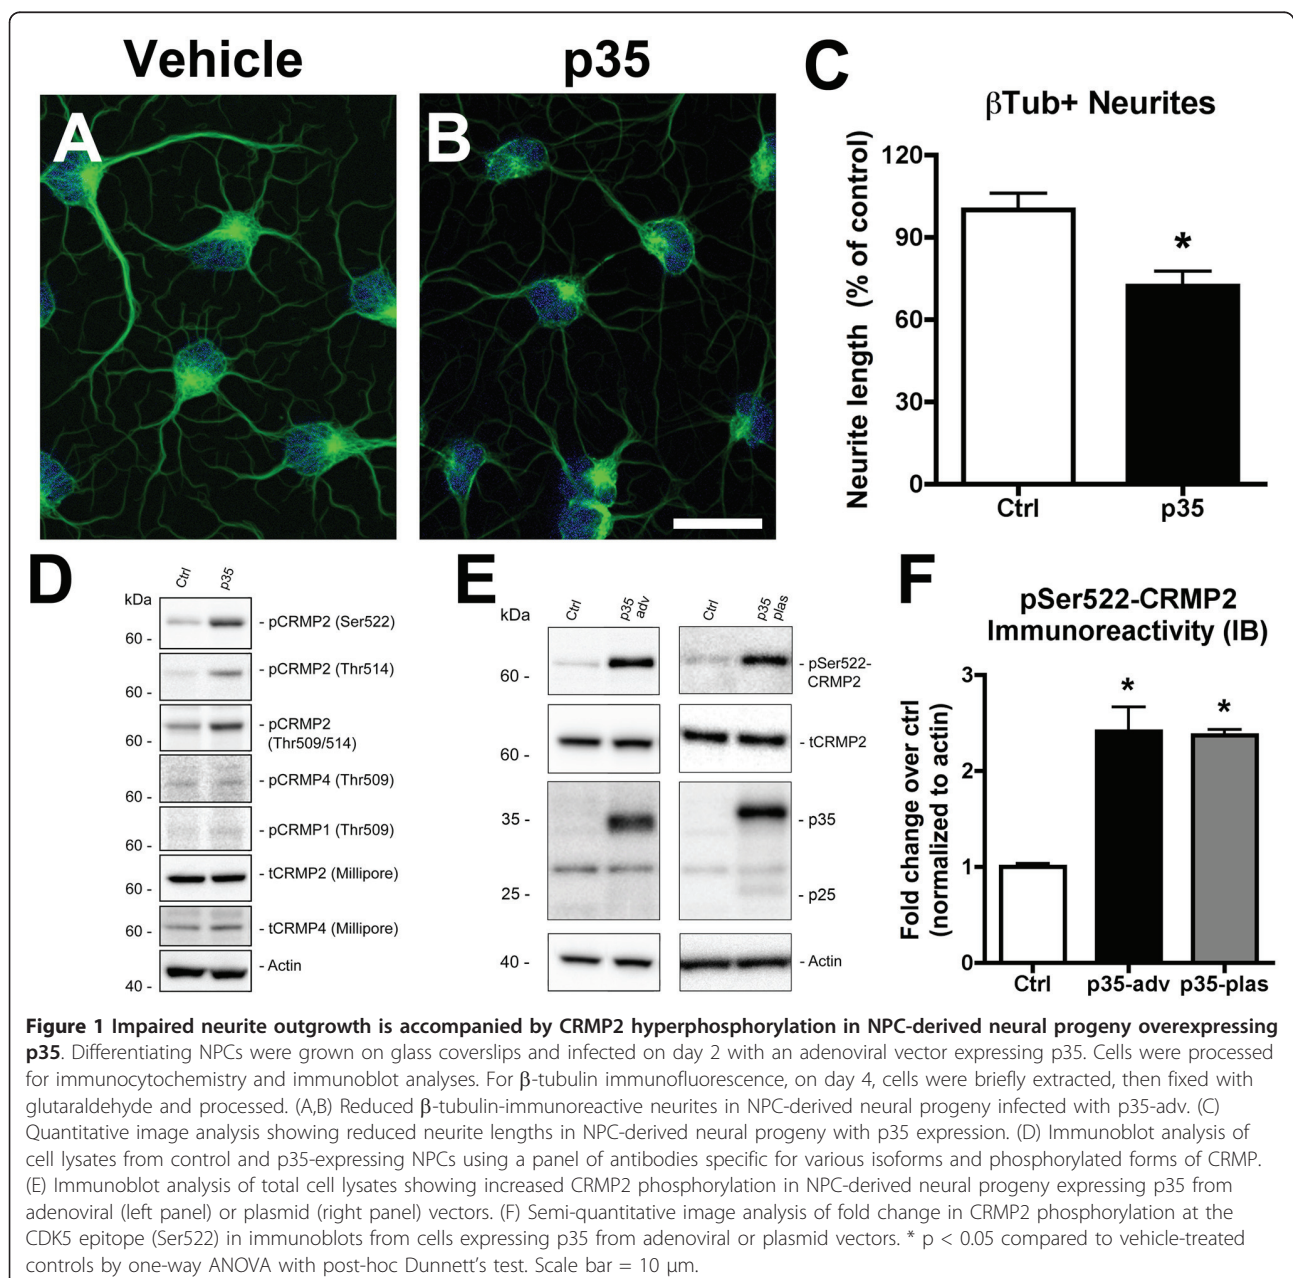 Vehicle
p35
A
B
C
βTub+ Neurites
Neurite length (% of control)
120
90
60
30
0
Ctrl
p35
*
D
Ctrl
p35
kDa
60 -
- pCRMP2 (Ser522)
60 -
- pCRMP2 (Thr514)
60 -
- pCRMP2
(Thr509/514)
60 -
- pCRMP4 (Thr509)
60 -
- pCRMP1 (Thr509)
60 -
- tCRMP2 (Millipore)
60 -
- tCRMP4 (Millipore)
40 -
- Actin
E
kDa
Ctrl
p35
adv
Ctrl
p35
plas
60 -
- pSer522-
CRMP2
60 -
- tCRMP2
35 -
- p35
25 -
- p25
40 -
- Actin
F
pSer522-CRMP2
Immunoreactivity (IB)
Fold change over ctrl
(normalized to actin)
3
2
1
0
*
*
Ctrl
p35-adv
p35-plas
Figure 1 Impaired neurite outgrowth is accompanied by CRMP2 hyperphosphorylation in NPC-derived neural progeny overexpressing
p35. Differentiating NPCs were grown on glass coverslips and infected on day 2 with an adenoviral vector expressing p35. Cells were processed
for immunocytochemistry and immunoblot analyses. For β-tubulin immunofluorescence, on day 4, cells were briefly extracted, then fixed with
glutaraldehyde and processed. (A,B) Reduced β-tubulin-immunoreactive neurites in NPC-derived neural progeny infected with p35-adv. (C)
Quantitative image analysis showing reduced neurite lengths in NPC-derived neural progeny with p35 expression. (D) Immunoblot analysis of
cell lysates from control and p35-expressing NPCs using a panel of antibodies specific for various isoforms and phosphorylated forms of CRMP.
(E) Immunoblot analysis of total cell lysates showing increased CRMP2 phosphorylation in NPC-derived neural progeny expressing p35 from
adenoviral (left panel) or plasmid (right panel) vectors. (F) Semi-quantitative image analysis of fold change in CRMP2 phosphorylation at the
CDK5 epitope (Ser522) in immunoblots from cells expressing p35 from adenoviral or plasmid vectors. * p < 0.05 compared to vehicle-treated
controls by one-way ANOVA with post-hoc Dunnett's test. Scale bar = 10 μm.